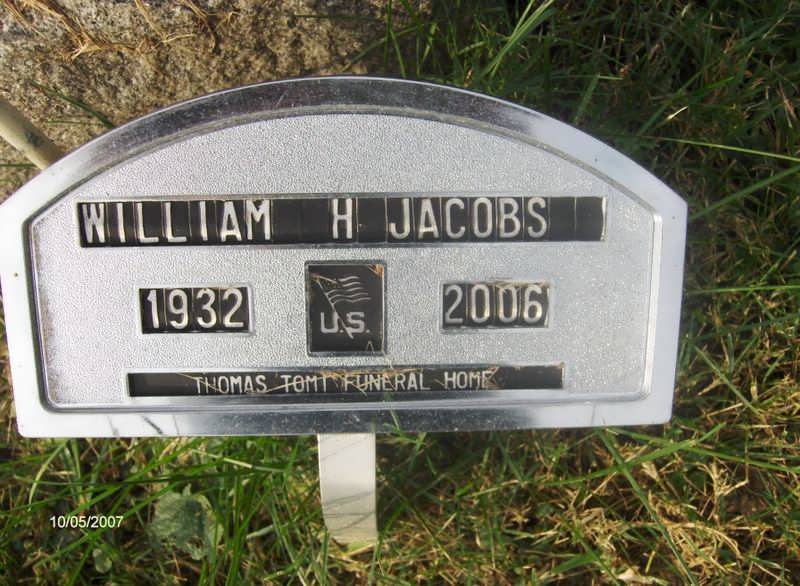 WILLIAM H JACOBS
1932 U.S. 2006
THOMAS TOMT FUNERAL HOME
10/05/2007